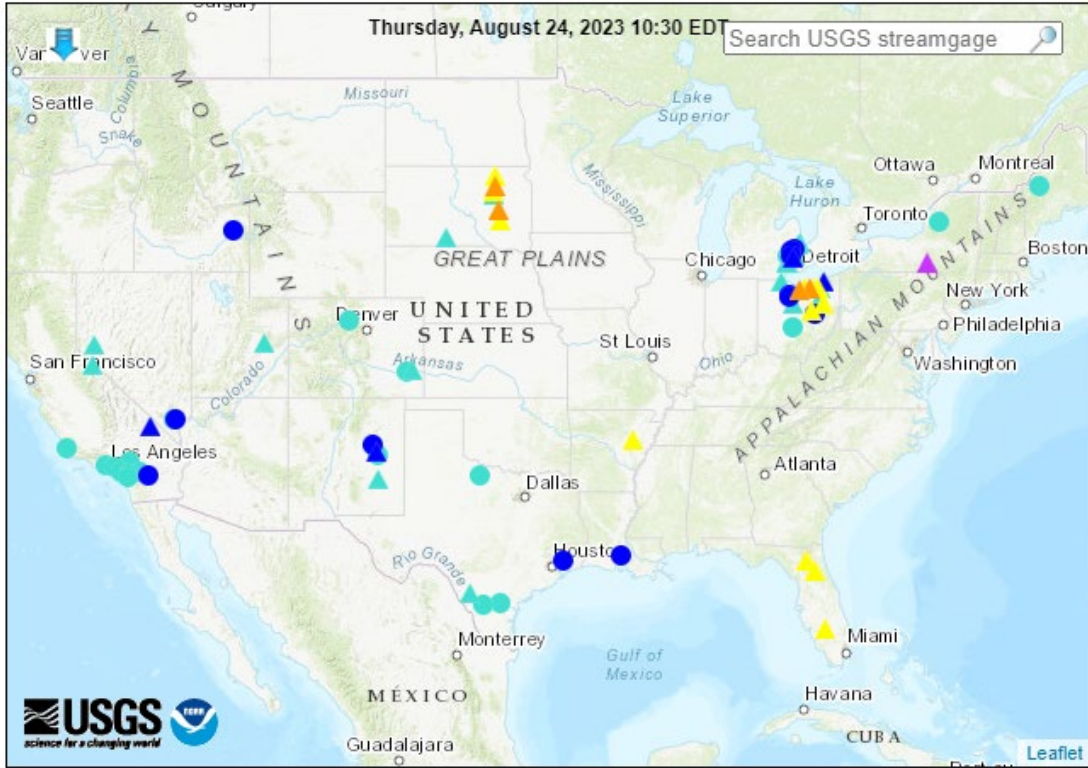 Calgary
Thursday, August 24, 2023 10:30 EDT
Search USGS streamgage
Seattle
Columbia
Snake
Missouri
Lake
Superior
Mississippi
Ottawa
Montreal
Lake
Huron
Toronto
Boston
MOUNTAINS
GREAT PLAINS
Chicago
Detroit
New York
Philadelphia
Washington
APPALACHIAN MOUNTAINS
UNITED
STATES
Denver
St Louis
Ohio
San Francisco
Colorado
Arkansas
Los Angeles
Atlanta
Dallas
Houston
Rio Grande
Monterrey
Miami
Gulf of
Mexico
Havana
MÉXICO
CUBA
Guadalajara
USGS
science for a changing world
Leaflet